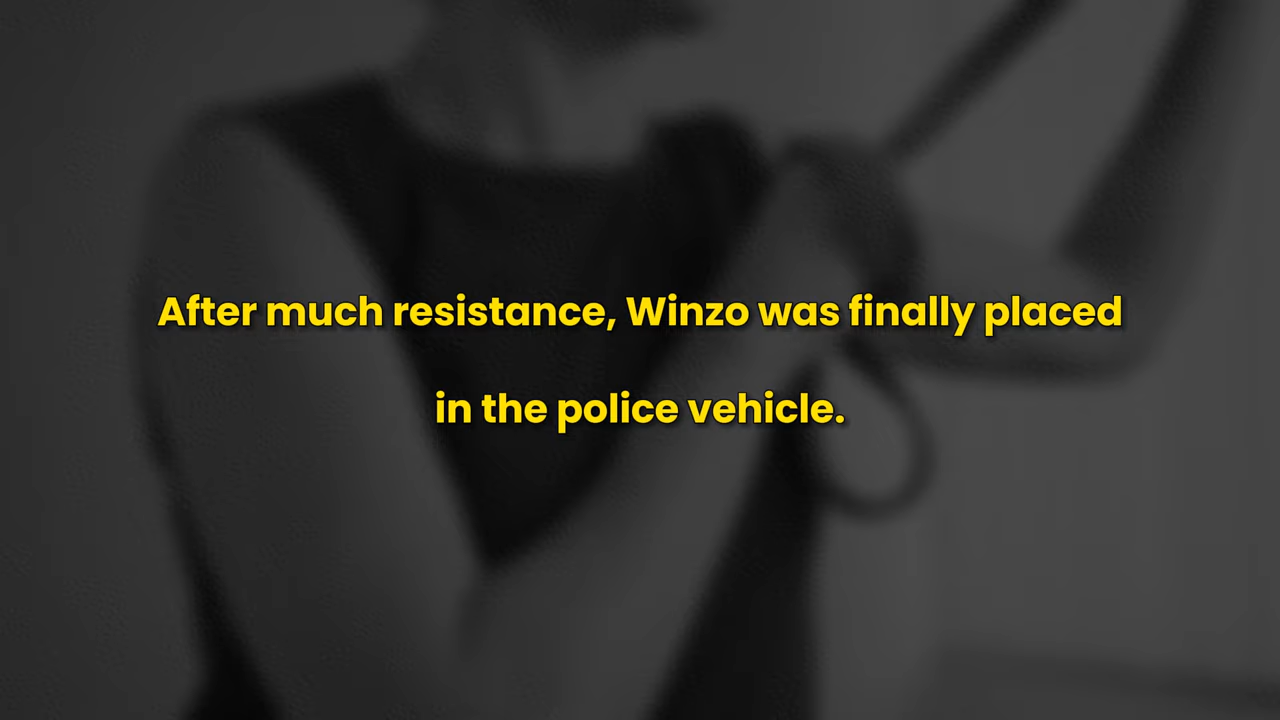 After much resistance, Winzo was finally placed
in the police vehicle.